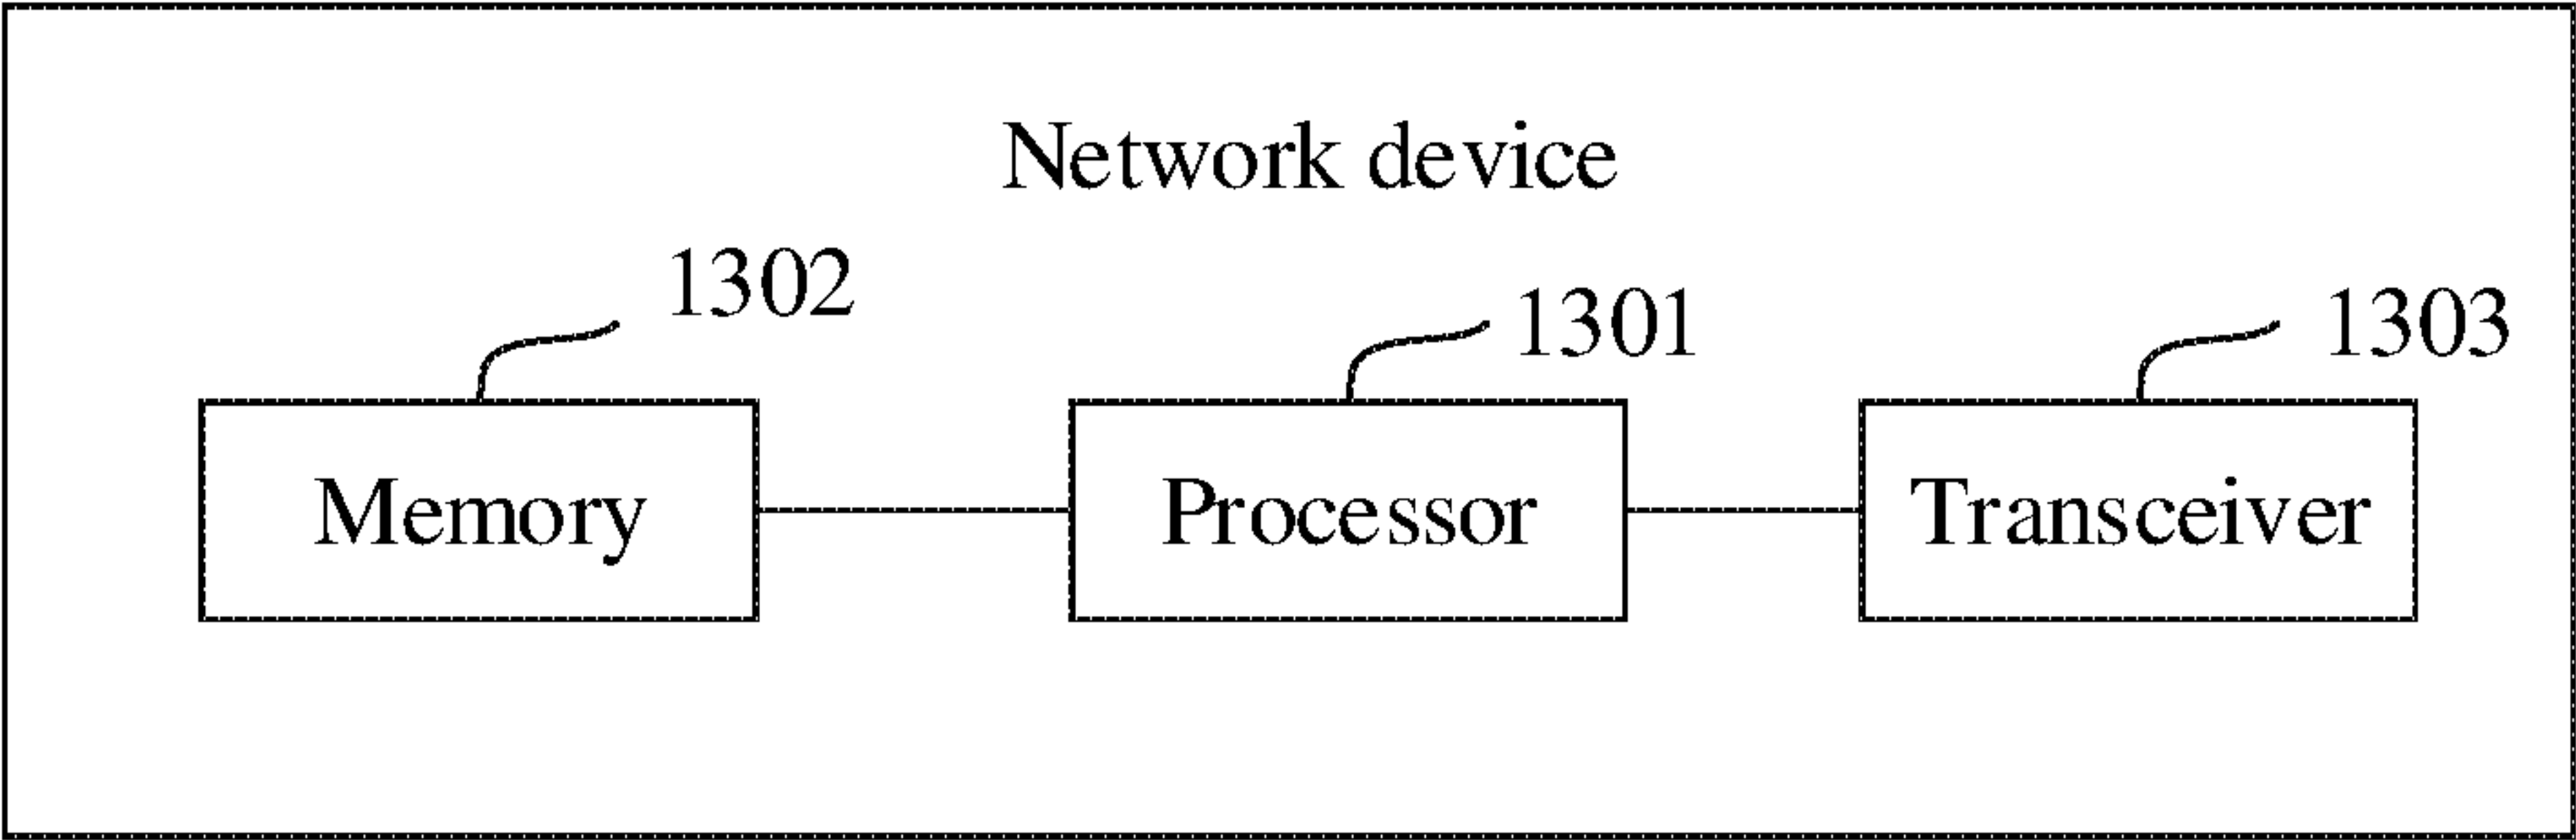 Network device
1302
1301
1303
Memory
Processor
Transceiver